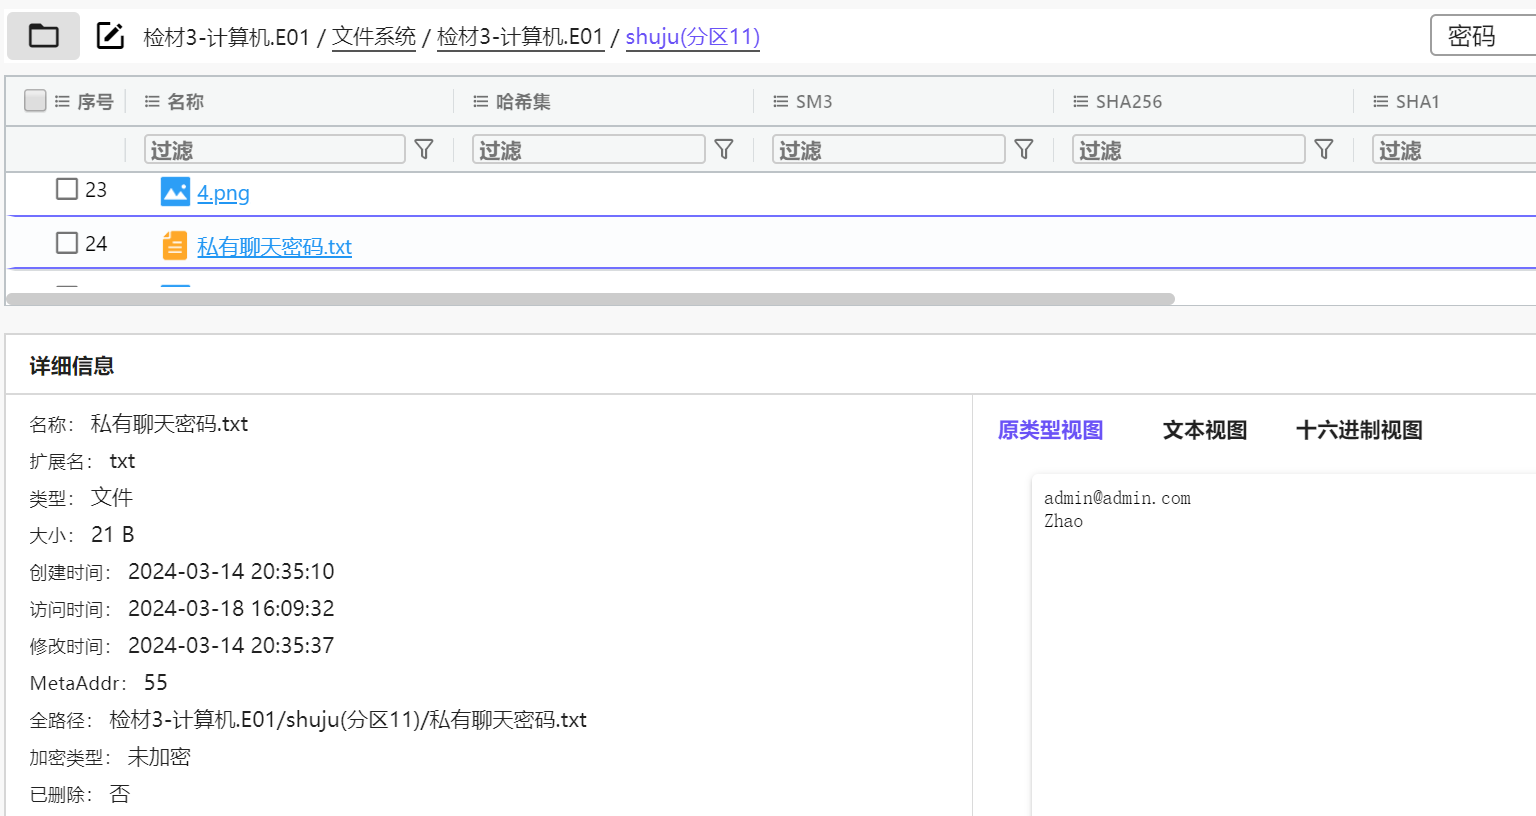 检材3-计算机.E01 / 文件系统 / 检材3-计算机.E01 / shuju(分区11)
密码
序号 名称 哈希集 SM3 SHA256 SHA1
过滤 过滤 过滤 过滤 过滤
23 4.png
24 私有聊天密码.txt
详细信息
名称： 私有聊天密码.txt
扩展名： txt
类型： 文件
大小： 21 B
创建时间： 2024-03-14 20:35:10
访问时间： 2024-03-18 16:09:32
修改时间： 2024-03-14 20:35:37
MetaAddr： 55
全路径： 检材3-计算机.E01/shuju(分区11)/私有聊天密码.txt
加密类型： 未加密
已删除： 否
原类型视图 文本视图 十六进制视图
admin@admin.com
Zhao